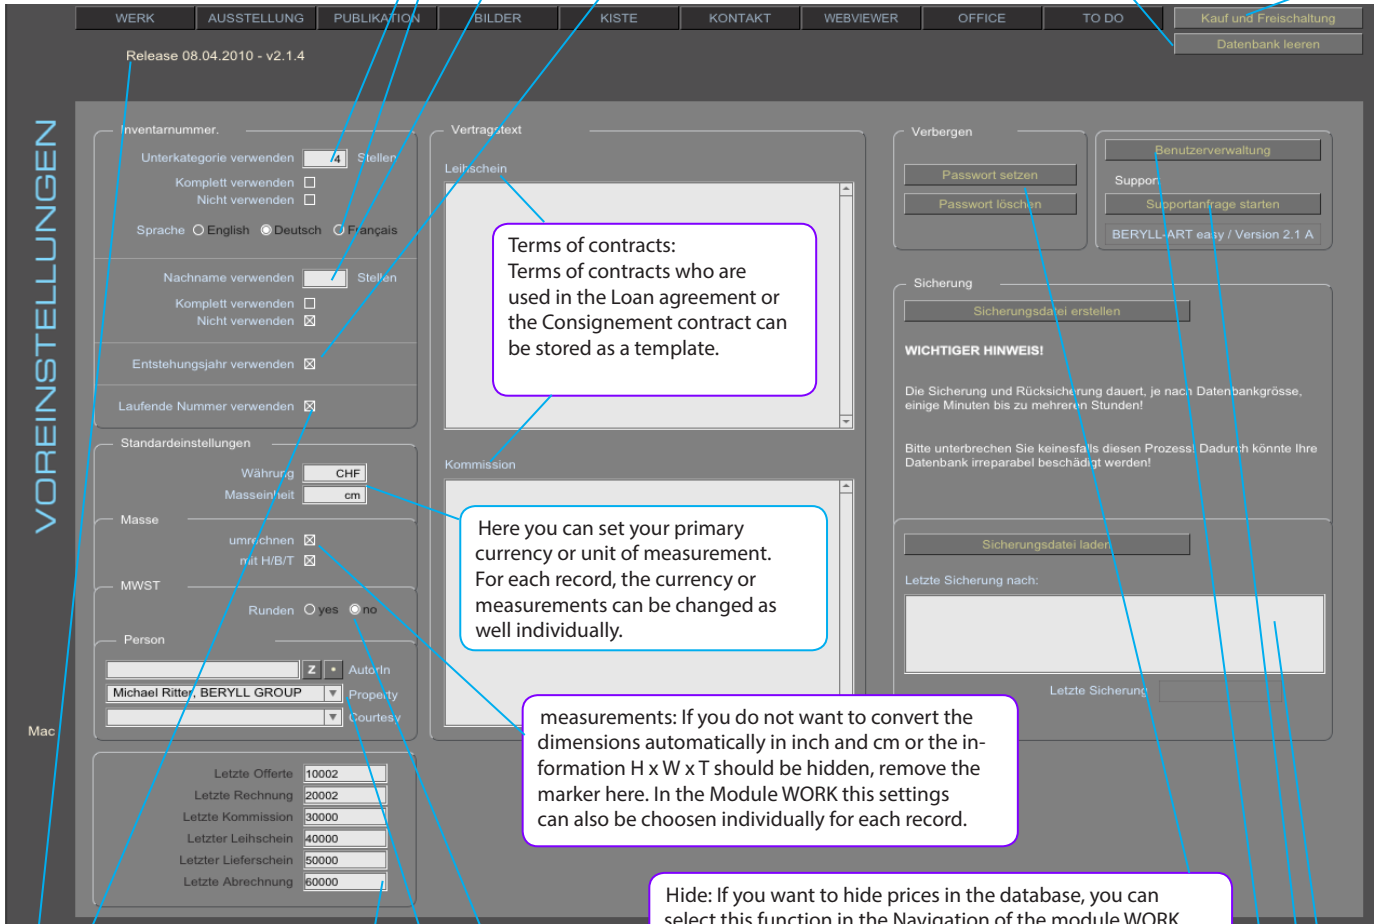 WERK AUSSTELLUNG PUBLIKATION BILDER KISTE KONTAKT WEBVIEWER OFFICE TO DO Kauf und Freischaltung
Datenbank leeren
Release 08.04.2010 - v2.1.4
VOREINSTELLUNGEN
Mac
Inventarnummer.
Unterkategorie verwenden 4 Stellen
Komplett verwenden
Nicht verwenden
Sprache English Deutsch Français
Nachname verwenden Stellen
Komplett verwenden
Nicht verwenden
Entstehungsjahr verwenden
Laufende Nummer verwenden
Standardeinstellungen
Währung CHF
Masseinheit cm
Masse
umrechnen
mit H/B/T
MWST
Runden yes no
Person
Z AutorIn
Michael Ritter, BERYLL GROUP Property
Courtesy
Letzte Offerte 10002
Letzte Rechnung 20002
Letzte Kommission 30000
Letzter Leihschein 40000
Letzter Lieferschein 50000
Letzte Abrechnung 60000
Vertragstext
Leihschein
Terms of contracts:
Terms of contracts who are
used in the Loan agreement or
the Consignement contract can
be stored as a template.
Kommission
Here you can set your primary
currency or unit of measurement.
For each record, the currency or
measurements can be changed as
well individually.
measurements: If you do not want to convert the
dimensions automatically in inch and cm or the in-
formation H x W x T should be hidden, remove the
marker here. In the Module WORK this settings
can also be choosen individually for each record.
Verbergen
Passwort setzen
Passwort löschen
Benutzerverwaltung
Support
Supportanfrage starten
BERYLL-ART easy / Version 2.1 A
Sicherung
Sicherungsdatei erstellen
WICHTIGER HINWEIS!
Die Sicherung und Rücksicherung dauert, je nach Datenbankgrösse,
einige Minuten bis zu mehreren Stunden!
Bitte unterbrechen Sie keinesfalls diesen Prozess! Dadurch könnte Ihre
Datenbank irreparabel beschädigt werden!
Sicherungsdatei laden
Letzte Sicherung nach:
Letzte Sicherung
Hide: If you want to hide prices in the database, you can
select this function in the Navigation of the module WORK